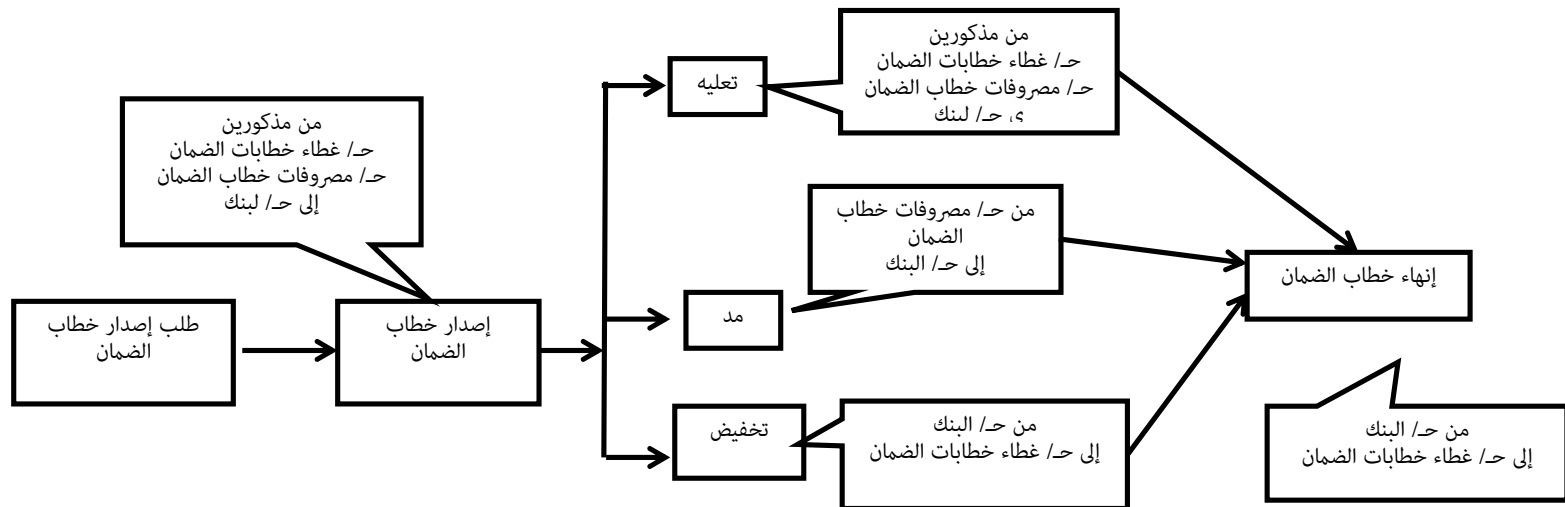 طلب إصدار خطاب
الضمان
من مذكورين
حـ/ غطاء خطابات الضمان
حـ/ مصروفات خطاب الضمان
إلى حـ/ لبنك
إصدار خطاب
الضمان
تعليه
من مذكورين
حـ/ غطاء خطابات الضمان
حـ/ مصروفات خطاب الضمان
حـ/ لبنك
مد
من حـ/ مصروفات خطاب
الضمان
إلى حـ/ البنك
تخفيض
من حـ/ البنك
إلى حـ/ غطاء خطابات الضمان
إنهاء خطاب الضمان
من حـ/ البنك
إلى حـ/ غطاء خطابات الضمان